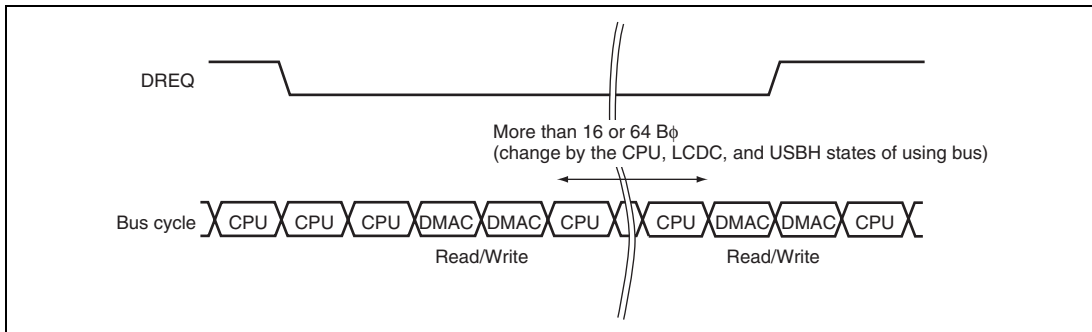 DREQ
More than 16 or 64 Bϕ
(change by the CPU, LCDC, and USBH states of using bus)
Bus cycle CPU CPU CPU DMAC DMAC CPU CPU DMAC DMAC CPU
Read/Write Read/Write